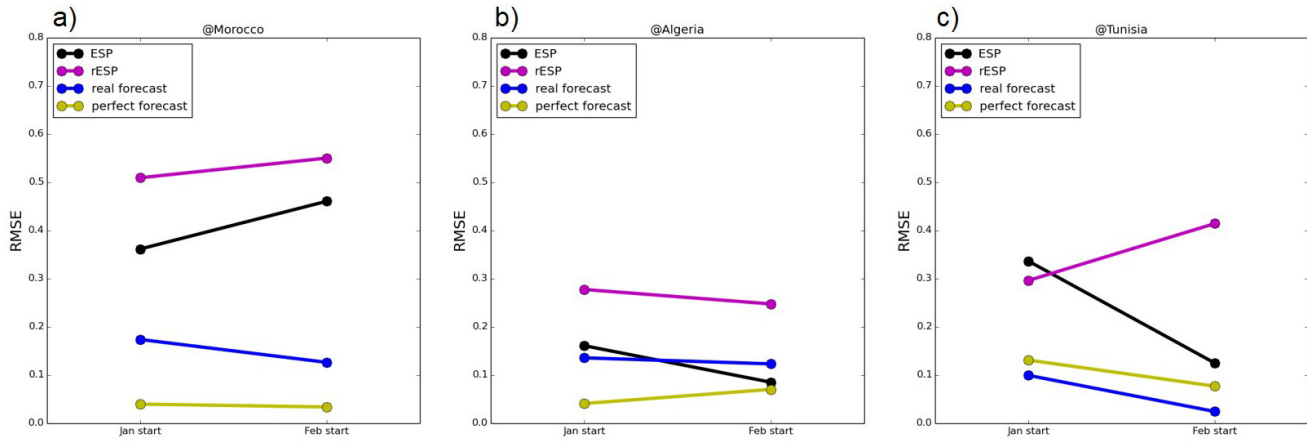 a)
@Morocco
ESP
rESP
real forecast
perfect forecast
RMSE
0.8
0.7
0.6
0.5
0.4
0.3
0.2
0.1
0.0
Jan start
Feb start
b)
@Algeria
ESP
rESP
real forecast
perfect forecast
RMSE
0.8
0.7
0.6
0.5
0.4
0.3
0.2
0.1
0.0
Jan start
Feb start
c)
@Tunisia
ESP
rESP
real forecast
perfect forecast
RMSE
0.8
0.7
0.6
0.5
0.4
0.3
0.2
0.1
0.0
Jan start
Feb start